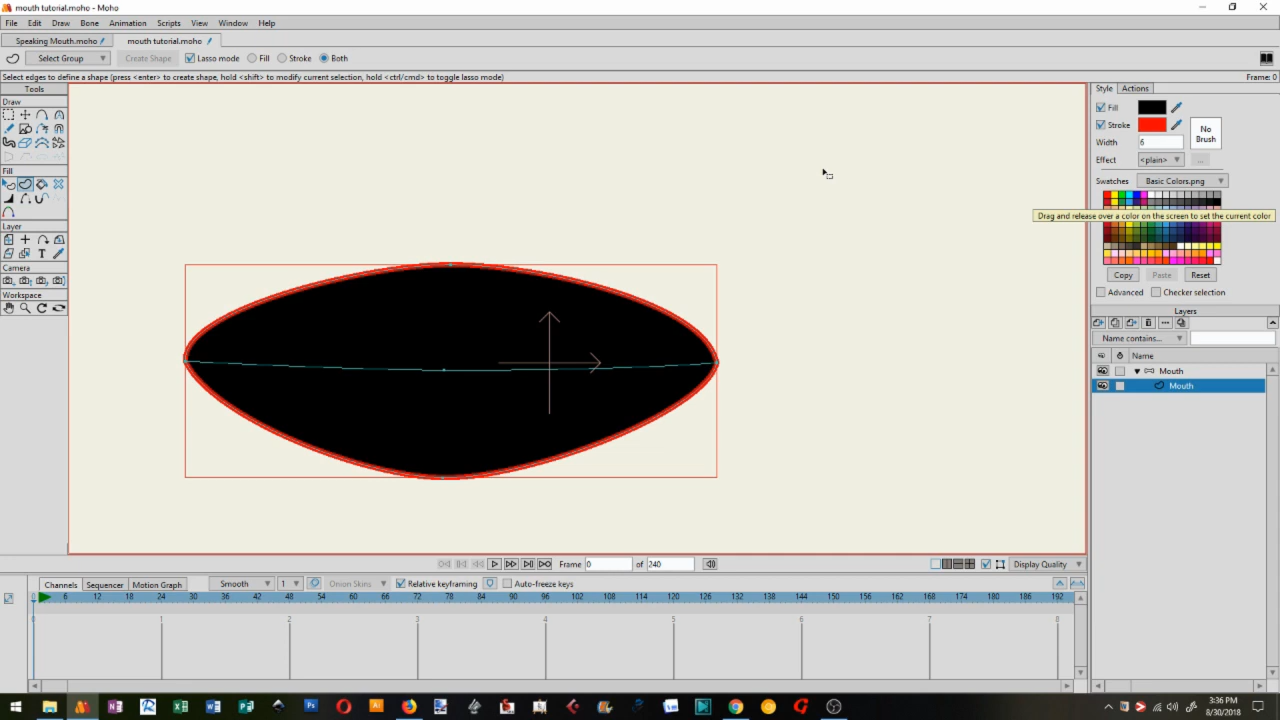 mouth tutorial.moho - Moho
File Edit Draw Bone Animation Scripts View Window Help
Speaking Mouth.moho mouth tutorial.moho
Select Group Create Shape Lasso mode Fill Stroke Both
Select edges to define a shape (press <enter> to create shape, hold <shift> to modify current selection, hold <ctrl/cmd> to toggle lasso mode) Frame: 0
Tools
Draw
Fill
Layer
Camera
Workspace
Style Actions
Fill
Stroke
No Brush
Width 6
Effect <plain> ...
Swatches Basic Colors.png
Drag and release over a color on the screen to set the current color
Copy Paste Reset
Advanced Checker selection
Layers
Name contains...
Name
Mouth
Mouth
Frame 0 of 240 Display Quality
Channels Sequencer Motion Graph Smooth 1 Onion Skins Relative keyframing Auto-freeze keys
0 6 12 18 24 30 36 42 48 54 60 66 72 78 84 90 96 102 108 114 120 126 132 138 144 150 156 162 168 174 180 186 192
0 1 2 3 4 5 6 7 8
3:36 PM
8/30/2018